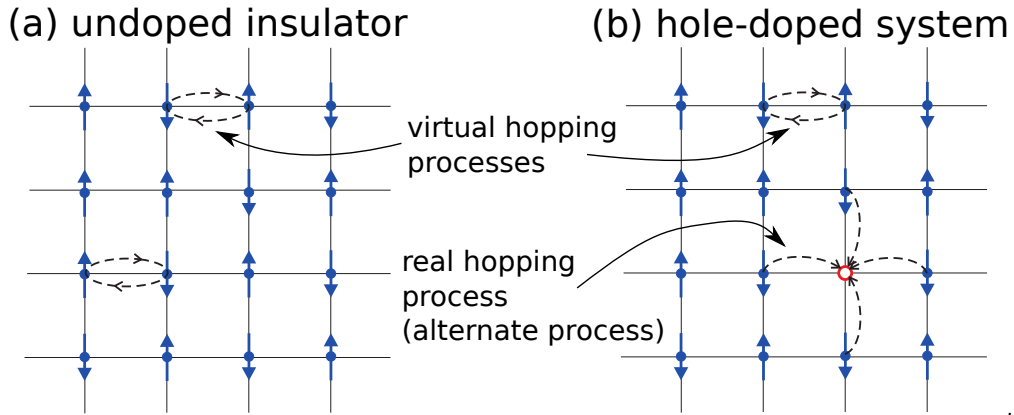 (a) undoped insulator
(b) hole-doped system
virtual hopping
processes
real hopping
process
(alternate process)